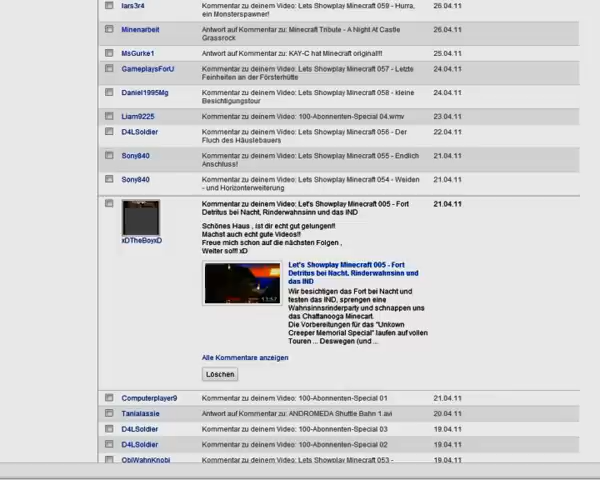 lars3r4 Kommentar zu deinem Video: Lets Showplay Minecraft 059 - Hurra, 26.04.11
ein Monsterspawner!
Minenarbeit Antwort auf Kommentar zu: Minecraft Tribute - A Night At Castle 26.04.11
Grassrock
MsGurke1 Antwort auf Kommentar zu: KAY-C hat Minecraft original!!! 25.04.11
GameplaysForU Kommentar zu deinem Video: Lets Showplay Minecraft 057 - Letzte 24.04.11
Feinheiten an der Försterhütte
Daniel1995Mg Kommentar zu deinem Video: Lets Showplay Minecraft 058 - kleine 24.04.11
Besichtigungstour
Liam9225 Kommentar zu deinem Video: 100-Abonnenten-Special 04.wmv 23.04.11
D4LSoldier Kommentar zu deinem Video: Lets Showplay Minecraft 056 - Der 22.04.11
Fluch des Häuslebauers
Sony840 Kommentar zu deinem Video: Lets Showplay Minecraft 055 - Endlich 21.04.11
Anschluss!
Sony840 Kommentar zu deinem Video: Lets Showplay Minecraft 054 - Weiden 21.04.11
- und Horizonterweiterung
Kommentar zu deinem Video: Let's Showplay Minecraft 005 - Fort 21.04.11
Detritus bei Nacht, Rinderwahnsinn und das IND
xDTheBoyxD
Schönes Haus , ist dir echt gut gelungen!!
Machst auch echt gute Videos!!
Freue mich schon auf die nächsten Folgen ,
Weiter so!!! xD
Let's Showplay Minecraft 005 - Fort
Detritus bei Nacht, Rinderwahnsinn und
das IND
Wir besichtigen das Fort bei Nacht und
testen das IND, sprengen eine
Wahnsinnsrinderparty und schnappen uns
das Chattanooga Minecart.
Die Vorbereitungen für das "Unkown
Creeper Memorial Special" laufen auf vollen
Touren ... Deswegen (und ...
13:57
Alle Kommentare anzeigen
Löschen
Computerplayer9 Kommentar zu deinem Video: 100-Abonnenten-Special 01 21.04.11
Tanialassie Antwort auf Kommentar zu: ANDROMEDA Shuttle Bahn 1.avi 20.04.11
D4LSoldier Kommentar zu deinem Video: 100-Abonnenten-Special 03 19.04.11
D4LSoldier Kommentar zu deinem Video: 100-Abonnenten-Special 02 19.04.11
ObiWahnKnobi Kommentar zu deinem Video: Lets Showplay Minecraft 053 - 19.04.11